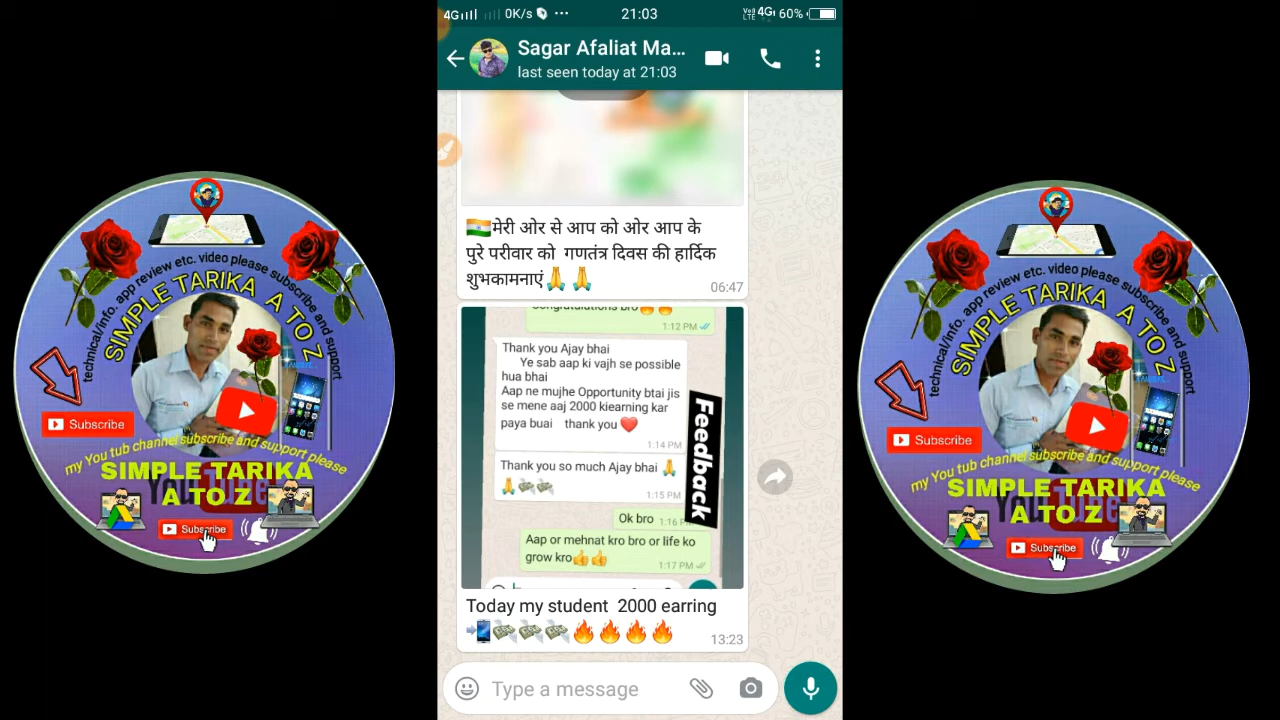 4G
0K/s
21:03
VoLTE 4G 60%
Sagar Afaliat Ma...
last seen today at 21:03
🇮🇳मेरी ओर से आप को ओर आप के
पुरे परीवार को गणतंत्र दिवस की हार्दिक
शुभकामनाएं🙏 🙏
06:47
Congratulations bro🔥🔥
1:12 PM
Thank you Ajay bhai
Ye sab aap ki vajh se possible
hua bhai
Aap ne mujhe Opportunity btai jis
se mene aaj 2000 kiearning kar
paya buai thank you❤️
1:14 PM
Thank you so much Ajay bhai 🙏
🙏💸💸
1:15 PM
Ok bro 1:16 P
Aap or mehnat kro bro or life ko
grow kro👍👍
1:17 PM
Feedback
Today my student 2000 earring
📲💸💸💸🔥🔥🔥🔥
13:23
Type a message
technical/info. app review etc. video please subscribe and support
SIMPLE TARIKA A TO Z
Subscribe
my You tub channel subscribe and support please
SIMPLE TARIKA
A TO Z
YouTube
Subscribe
technical/info. app review etc. video please subscribe and support
SIMPLE TARIKA A TO Z
Subscribe
my You tub channel subscribe and support please
SIMPLE TARIKA
A TO Z
YouTube
Subscribe